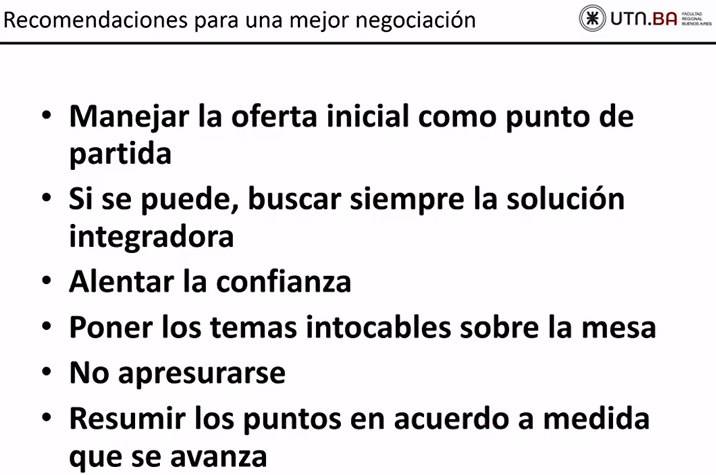 Recomendaciones para una mejor negociación
UTN.BA
FACULTAD
REGIONAL
BUENOS AIRES
• Manejar la oferta inicial como punto de
partida
• Si se puede, buscar siempre la solución
integradora
• Alentar la confianza
• Poner los temas intocables sobre la mesa
• No apresurarse
• Resumir los puntos en acuerdo a medida
que se avanza